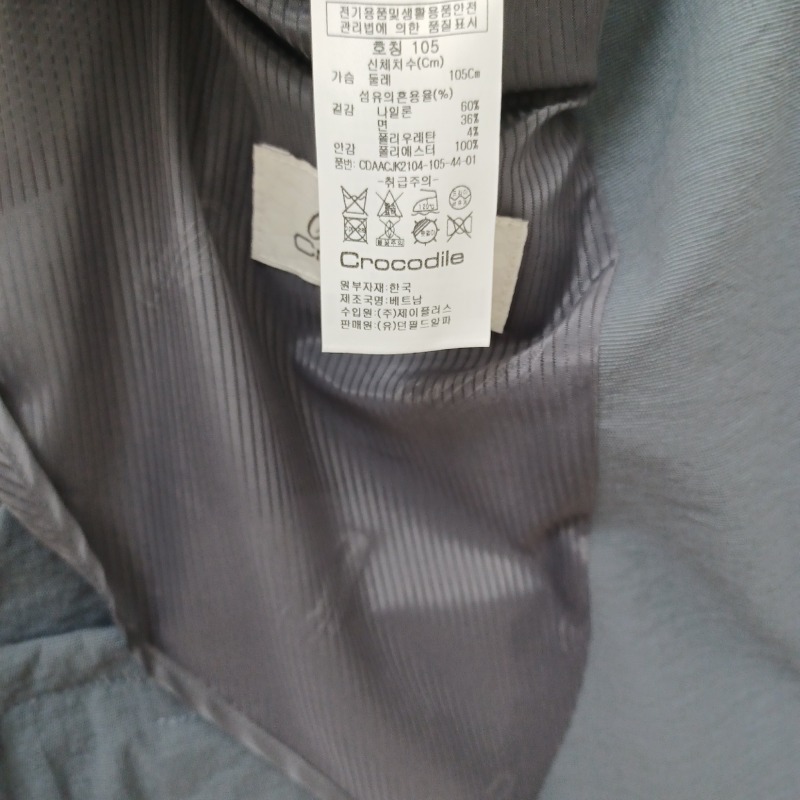 전기용품및생활용품안전
관리법에 의한 품질표시
호칭 105
신체치수(Cm)
가슴 둘레 105Cm
섬유의혼용율(%)
겉감 나일론 60%
면 36%
폴리우레탄 4%
안감 폴리에스터 100%
품번: CDAACJK2104-105-44-01
-취급주의-
120℃
Crocodile
원부자재:한국
제조국명:베트남
수입원:(주)제이플러스
판매원:(유)던필드알파